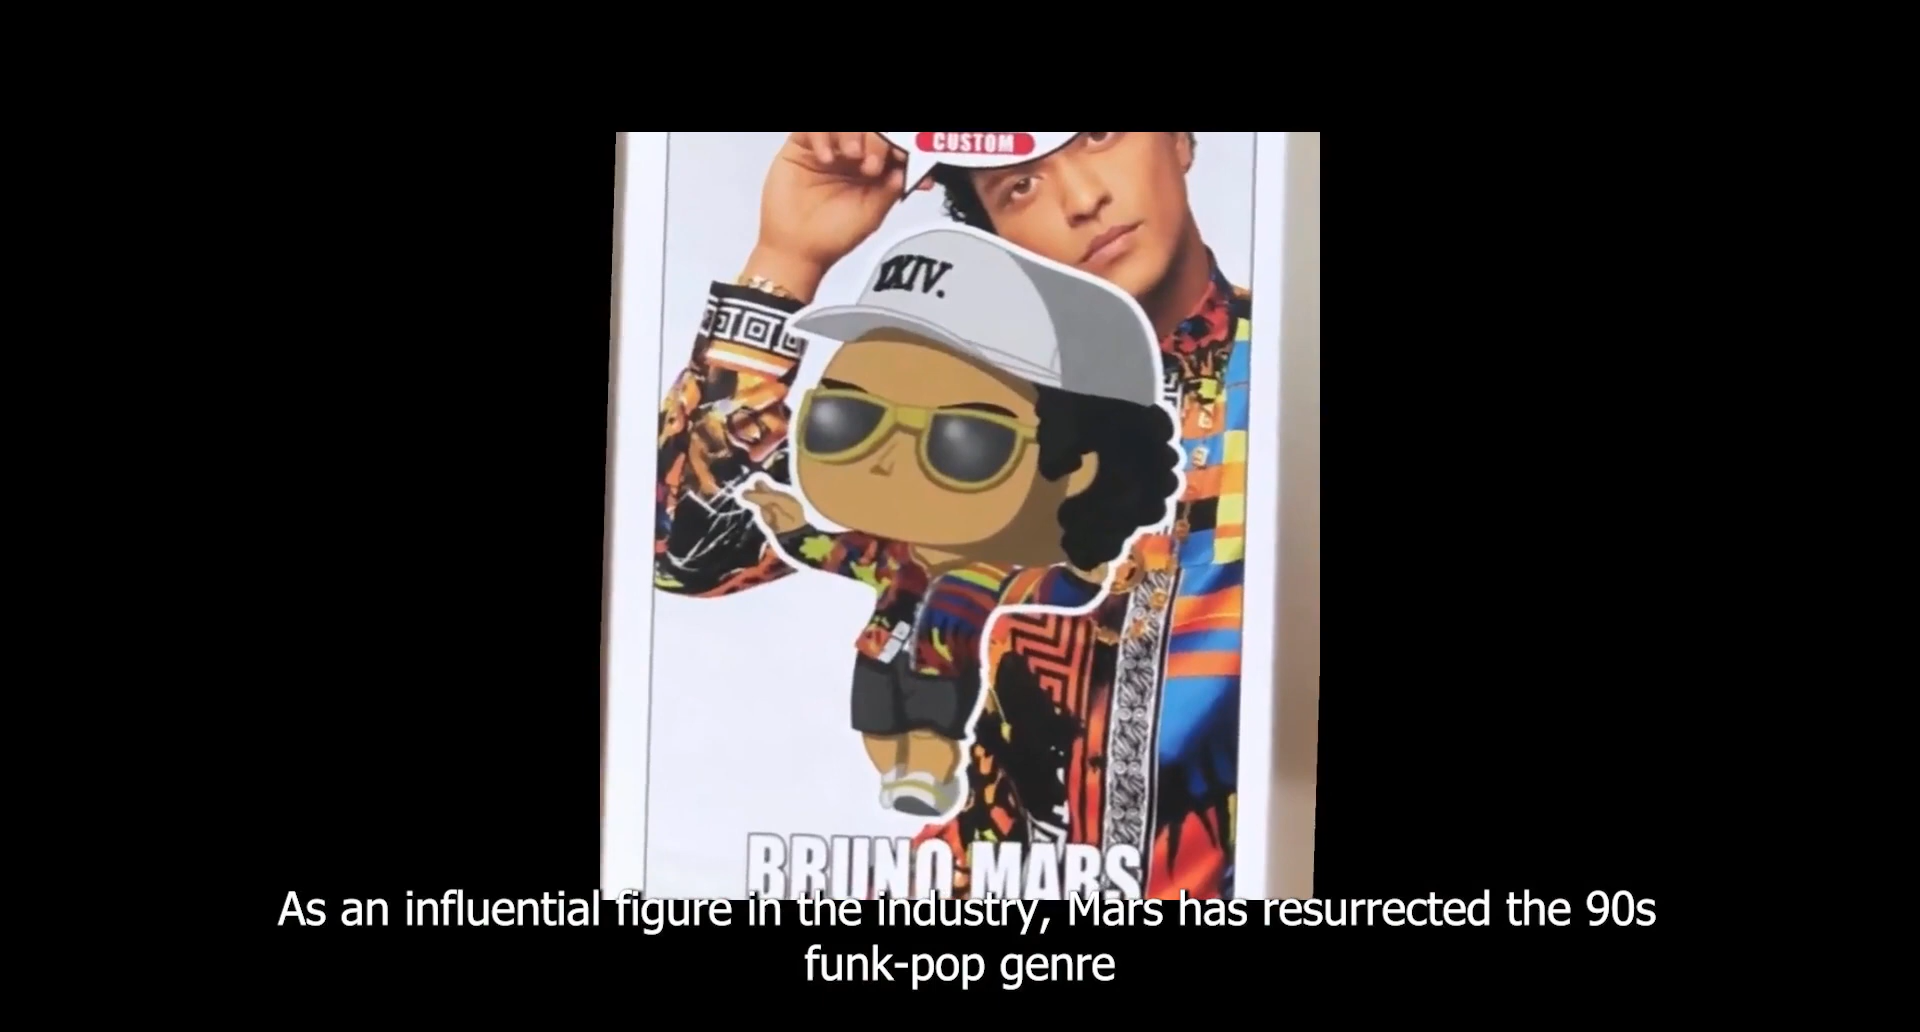 CUSTOM
XXIV.
BRUNO MARS
As an influential figure in the industry, Mars has resurrected the 90s
funk-pop genre